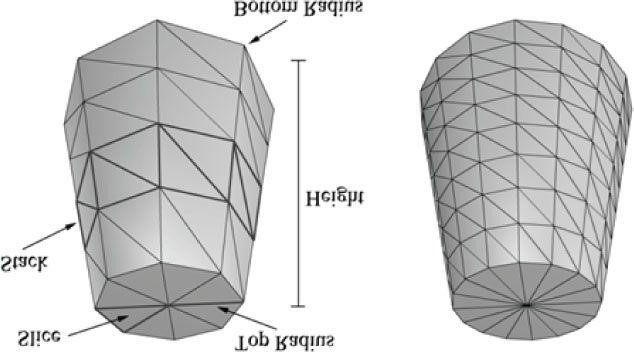 Bottom Radius
Height
Stack
Slice
Top Radius